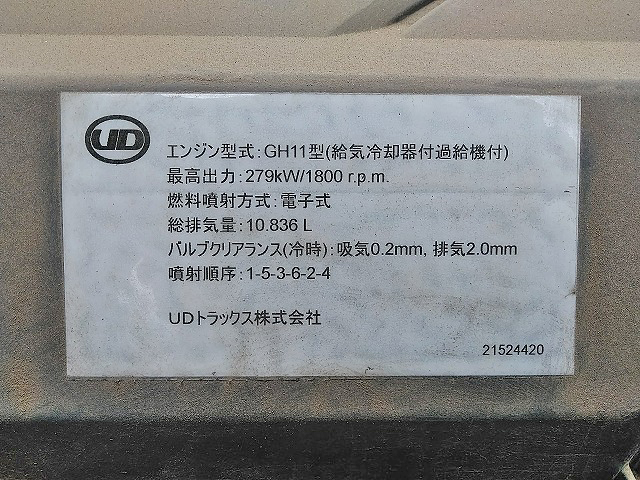 UD
エンジン型式:GH11型(給気冷却器付過給機付)
最高出力:279kW/1800 r.p.m.
燃料噴射方式:電子式
総排気量:10.836 L
バルブクリアランス(冷時):吸気0.2mm, 排気2.0mm
噴射順序:1-5-3-6-2-4
UDトラックス株式会社
21524420